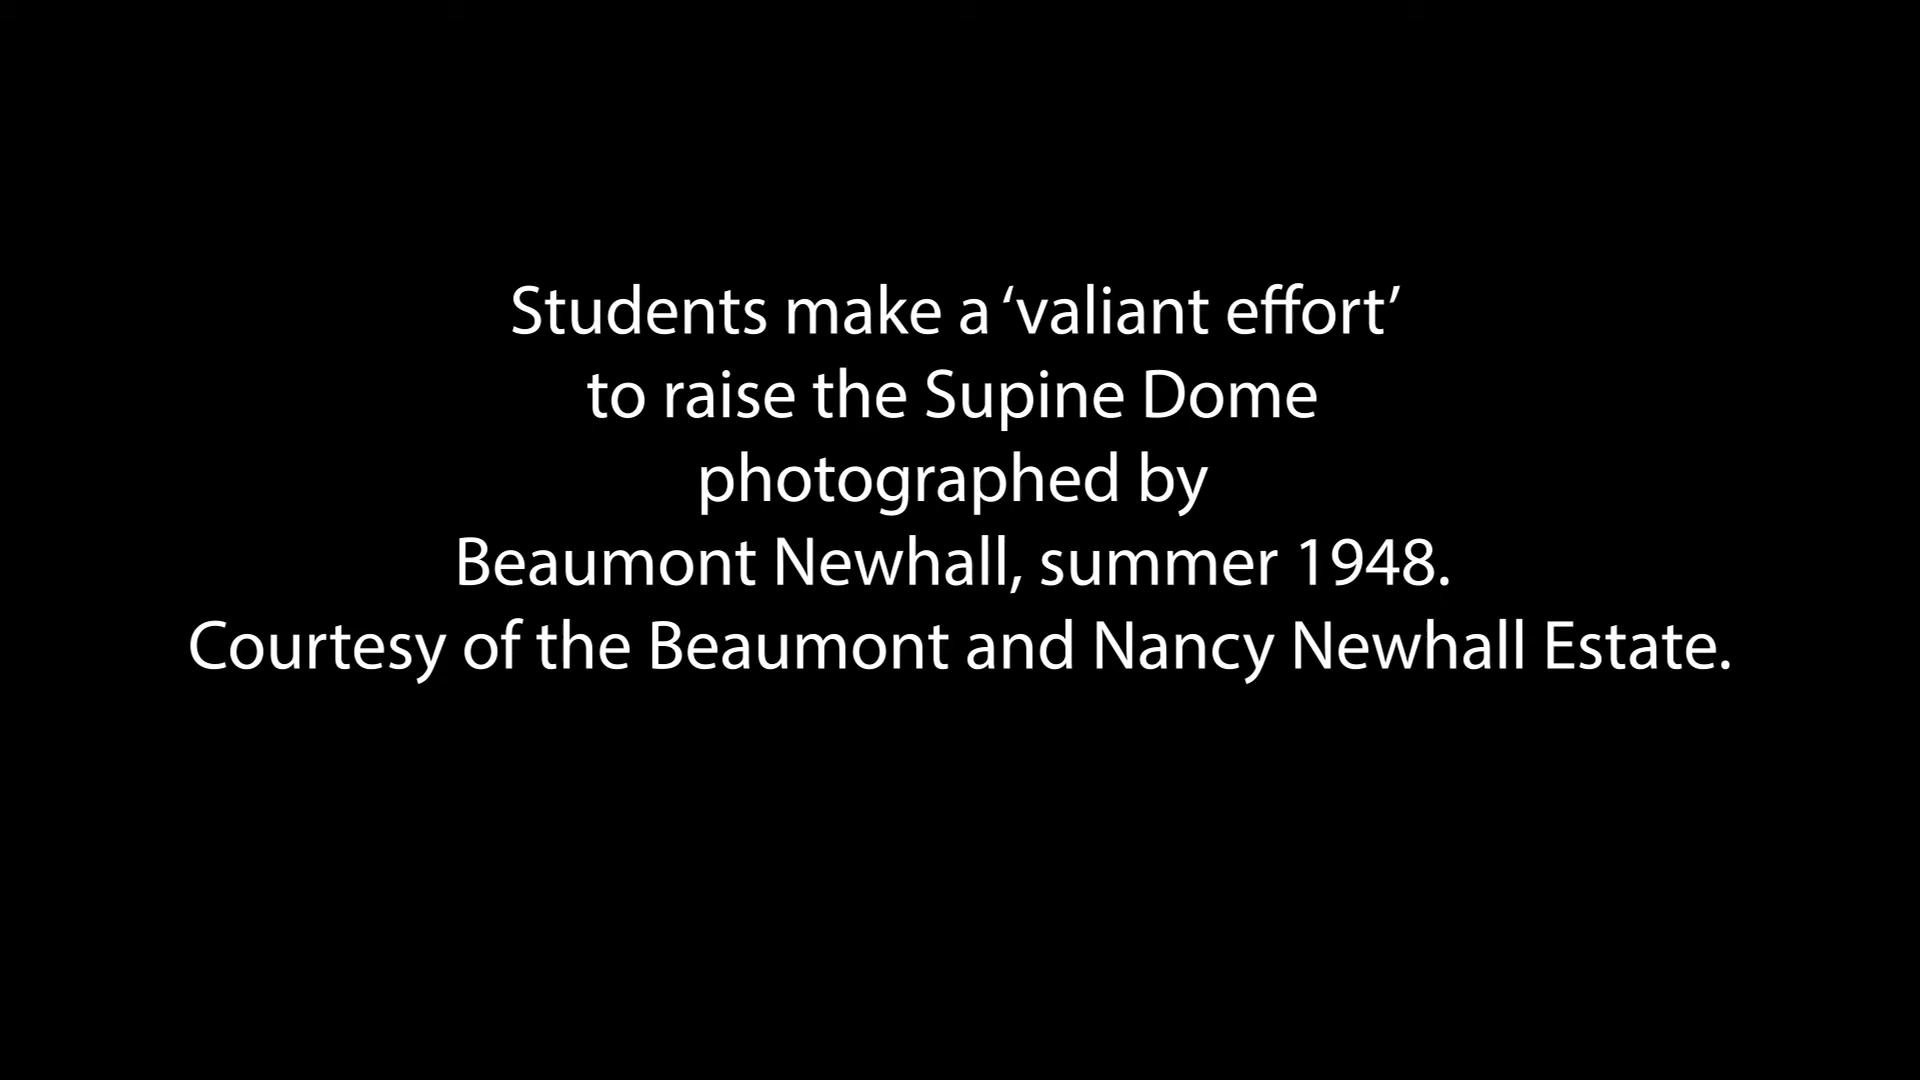 Students make a ‘valiant effort’
to raise the Supine Dome
photographed by
Beaumont Newhall, summer 1948.
Courtesy of the Beaumont and Nancy Newhall Estate.